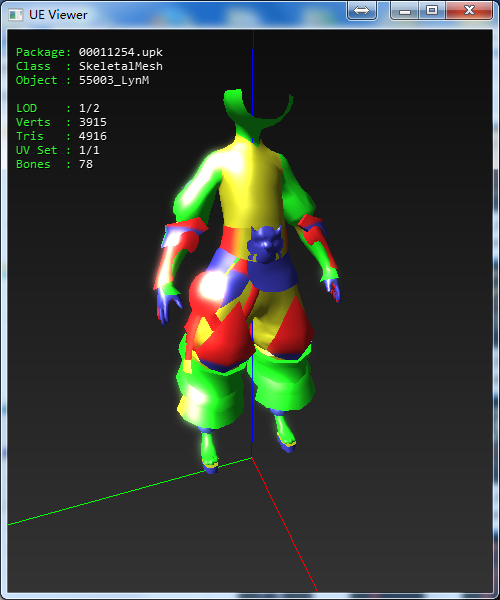 UE Viewer
Package: 00011254.upk
Class  : SkeletalMesh
Object : 55003_LynM
LOD    : 1/2
Verts  : 3915
Tris   : 4916
UV Set : 1/1
Bones  : 78